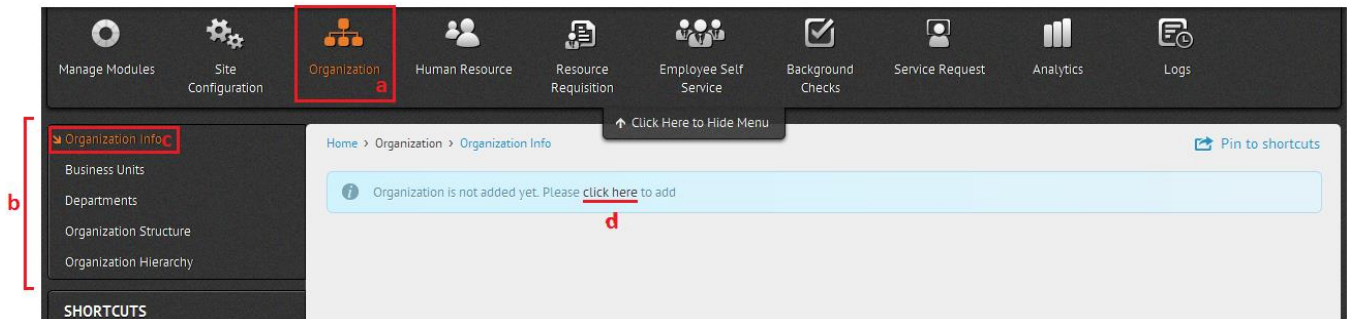 Manage Modules
Site
Configuration
Organization
a
Human Resource
Resource
Requisition
Employee Self
Service
Background
Checks
Service Request
Analytics
Logs
Click Here to Hide Menu
b
Organization Info
c
Business Units
Departments
Organization Structure
Organization Hierarchy
SHORTCUTS
Home > Organization > Organization Info
Pin to shortcuts
Organization is not added yet. Please click here to add
d